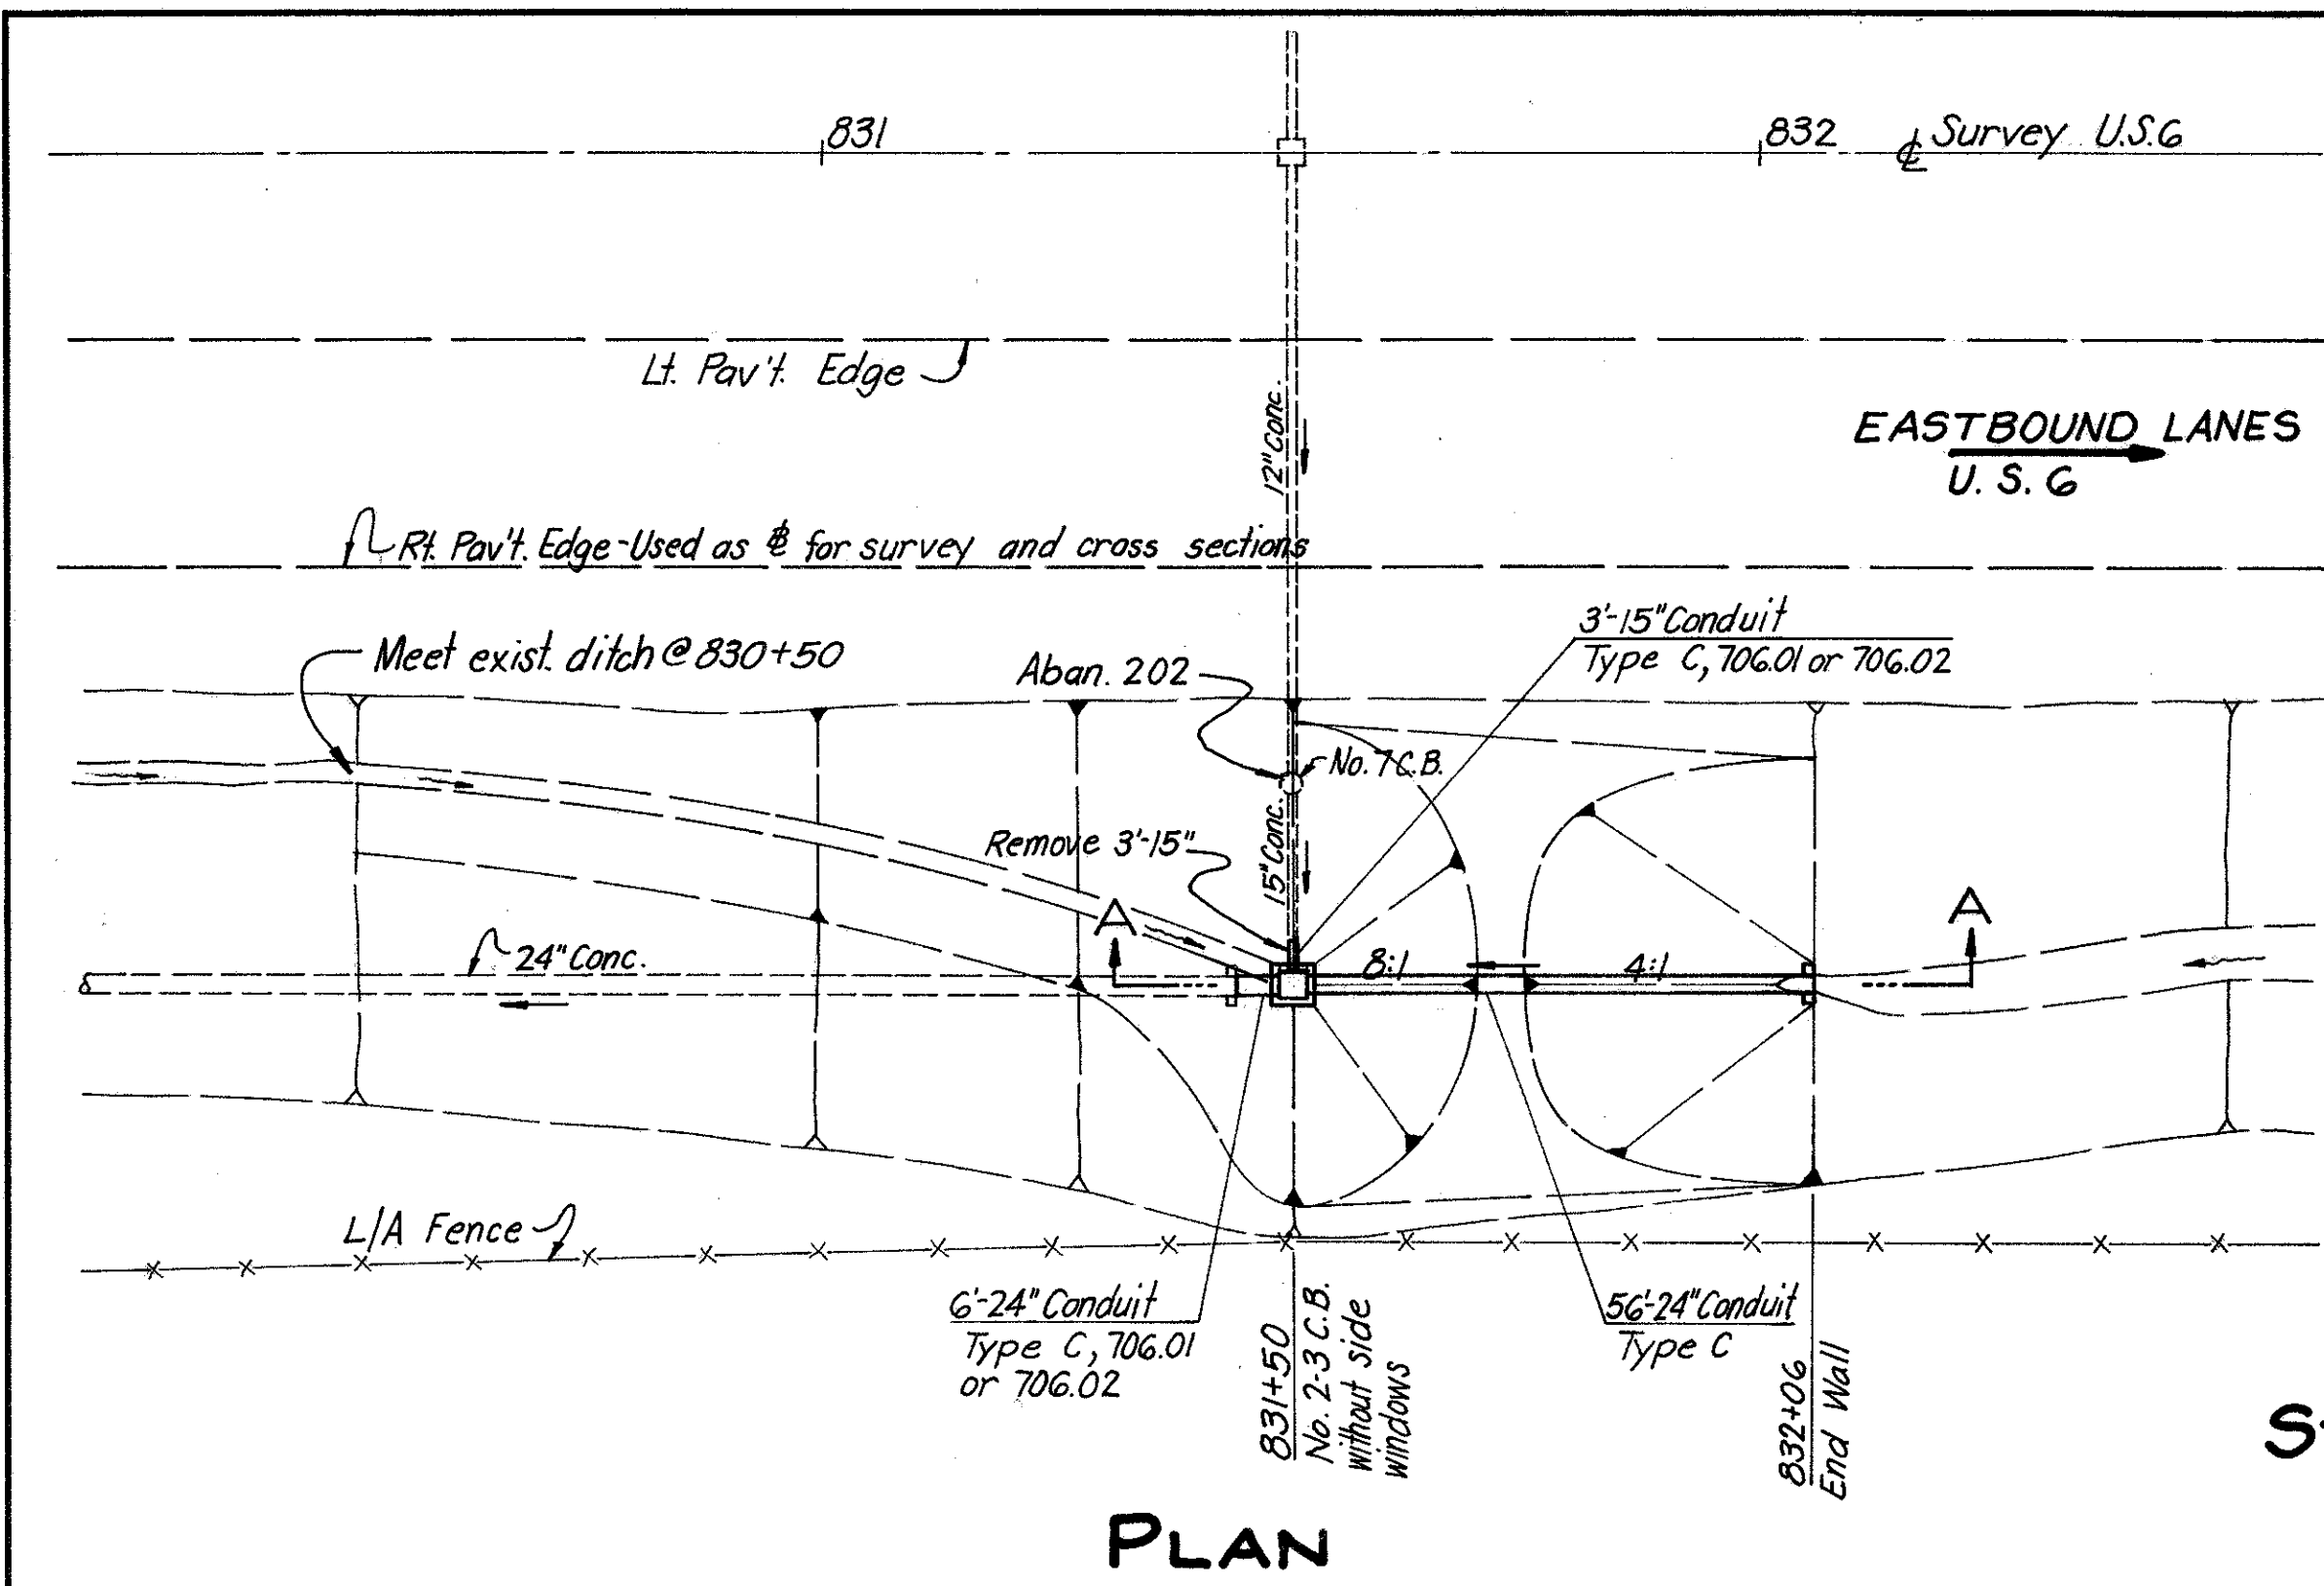 831
832
℄ Survey U.S.6
Lt. Pav't. Edge
12" Conc.
EASTBOUND LANES
U.S.6
Rt. Pav't. Edge-Used as ℄ for survey and cross sections
3'-15" Conduit
Type C, 706.01 or 706.02
Meet exist. ditch @ 830+50
Aban. 202
No. 7 C.B.
Remove 3'-15"
15" Conc.
A
A
24" Conc.
8:1
4:1
L/A Fence
6'-24" Conduit
Type C, 706.01
or 706.02
831+50
No. 2-3 C.B.
without side
windows
56'-24" Conduit
Type C
832+06
End Wall
PLAN